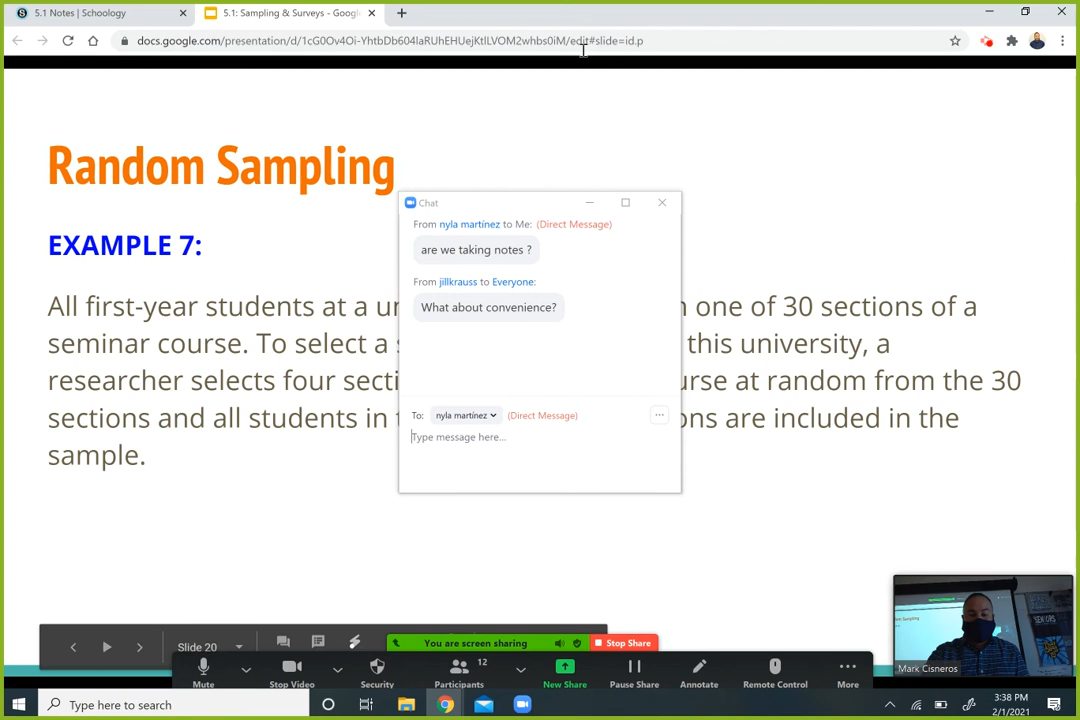 5.1 Notes | Schoology
5.1: Sampling & Surveys - Google
docs.google.com/presentation/d/1cG0Ov4Oi-YhtbDb604IaRUhEHUejKtlLVOM2whbs0iM/edit#slide=id.p
Random Sampling
EXAMPLE 7:
All first-year students at a un one of 30 sections of a
seminar course. To select a s this university, a
researcher selects four secti urse at random from the 30
sections and all students in t ons are included in the
sample.
Chat
From nyla martínez to Me: (Direct Message)
are we taking notes ?
From jillkrauss to Everyone:
What about convenience?
To: nyla martínez (Direct Message)
Type message here...
Slide 20
You are screen sharing Stop Share
12
Mute Stop Video Security Participants New Share Pause Share Annotate Remote Control More
SENIORS
Mark Cisneros
Type here to search
3:38 PM
2/1/2021